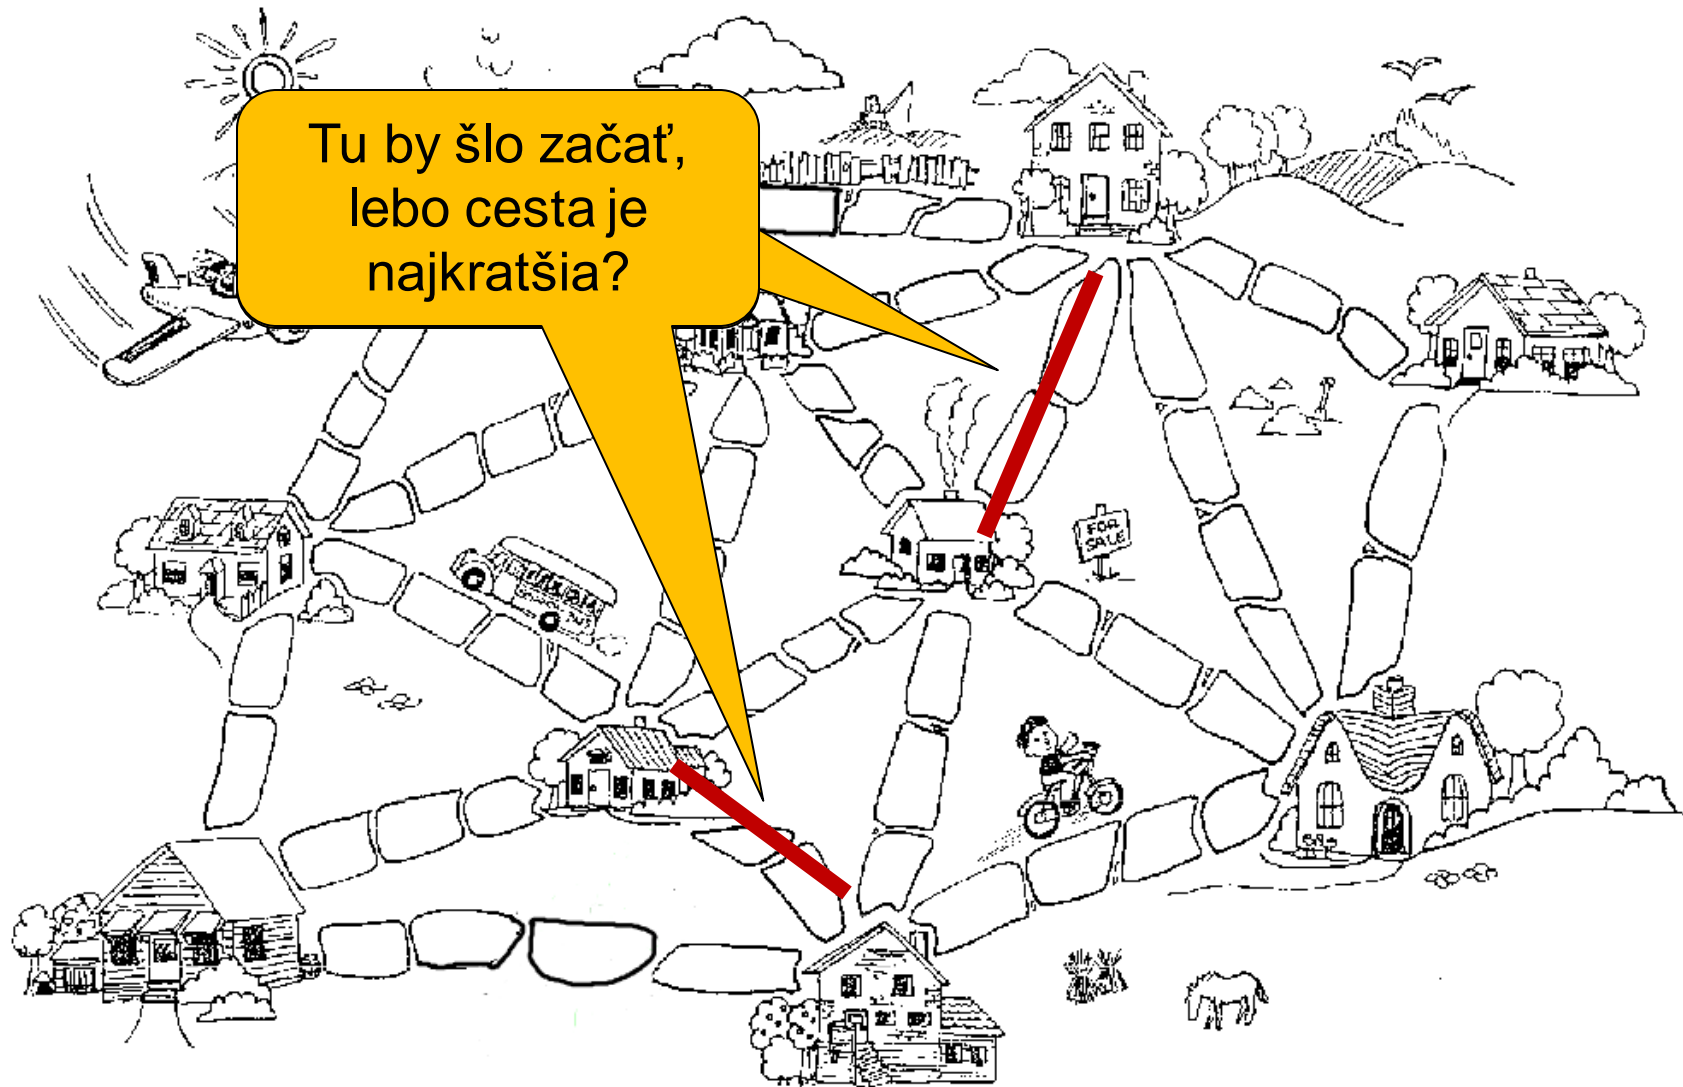 Tu by šlo začať,
lebo cesta je
najkratšia?
FOR
SALE